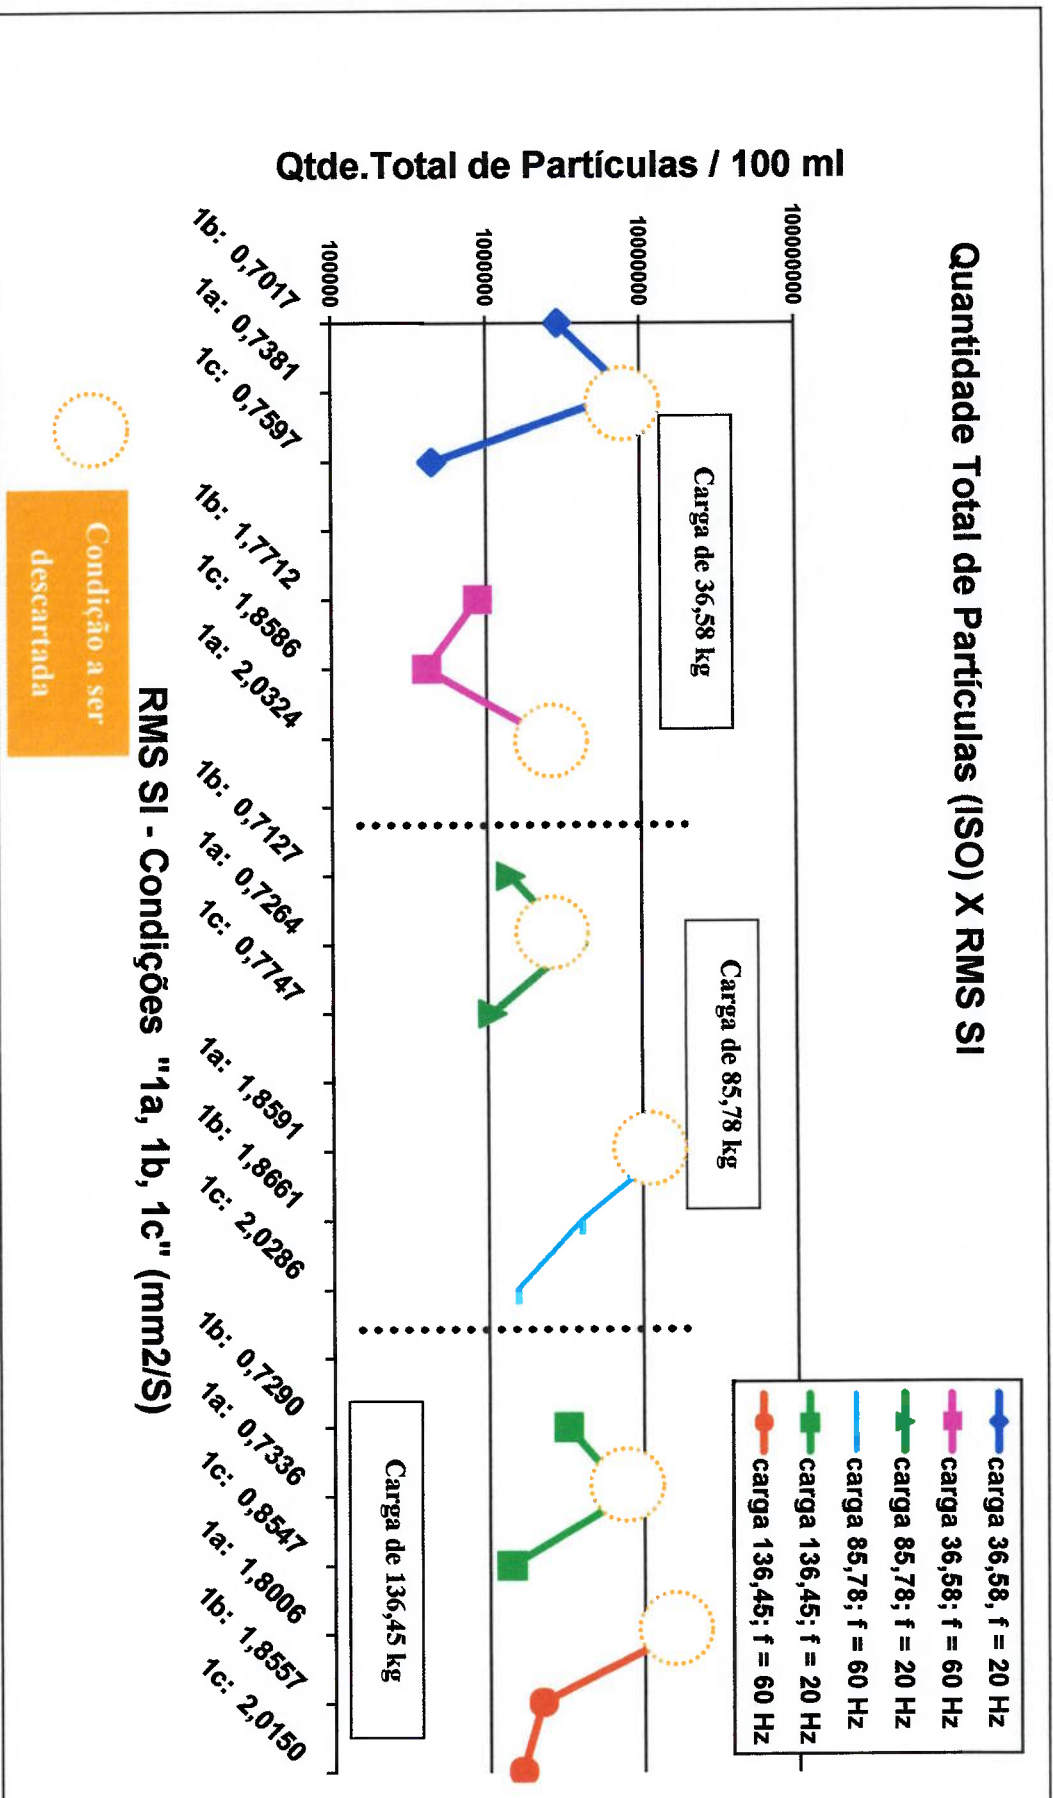 Quantidade Total de Partículas (ISO) X RMS SI
carga 36,58, f = 20 Hz
carga 36,58; f = 60 Hz
carga 85,78; f = 20 Hz
carga 85,78; f = 60 Hz
carga 136,45; f = 20 Hz
carga 136,45; f = 60 Hz
Qtde.Total de Partículas / 100 ml
100000000
10000000
1000000
100000
Carga de 36,58 kg
Carga de 85,78 kg
Carga de 136,45 kg
1b: 0,7017
1a: 0,7381
1c: 0,7597
1b: 1,7712
1c: 1,8586
1a: 2,0324
1b: 0,7127
1a: 0,7264
1c: 0,7747
1a: 1,8591
1b: 1,8661
1c: 2,0286
1b: 0,7290
1a: 0,7336
1c: 0,8547
1a: 1,8006
1b: 1,8557
1c: 2,0150
RMS SI - Condições "1a, 1b, 1c" (mm2/S)
Condição a ser
descartada